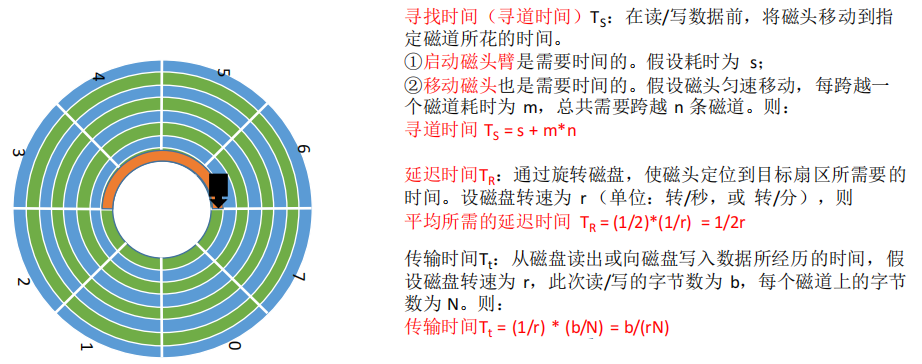 寻找时间（寻道时间）TS：在读/写数据前，将磁头移动到指
定磁道所花的时间。
①启动磁头臂是需要时间的。假设耗时为 s；
②移动磁头也是需要时间的。假设磁头匀速移动，每跨越一
个磁道耗时为 m，总共需要跨越 n 条磁道。则：
寻道时间 TS = s + m*n
延迟时间TR：通过旋转磁盘，使磁头定位到目标扇区所需要的
时间。设磁盘转速为 r（单位：转/秒，或 转/分），则
平均所需的延迟时间 TR = (1/2)*(1/r) = 1/2r
传输时间Tt：从磁盘读出或向磁盘写入数据所经历的时间，假
设磁盘转速为 r，此次读/写的字节数为 b，每个磁道上的字节
数为 N。则：
传输时间Tt = (1/r) * (b/N) = b/(rN)
4
5
3
6
2
7
1
0